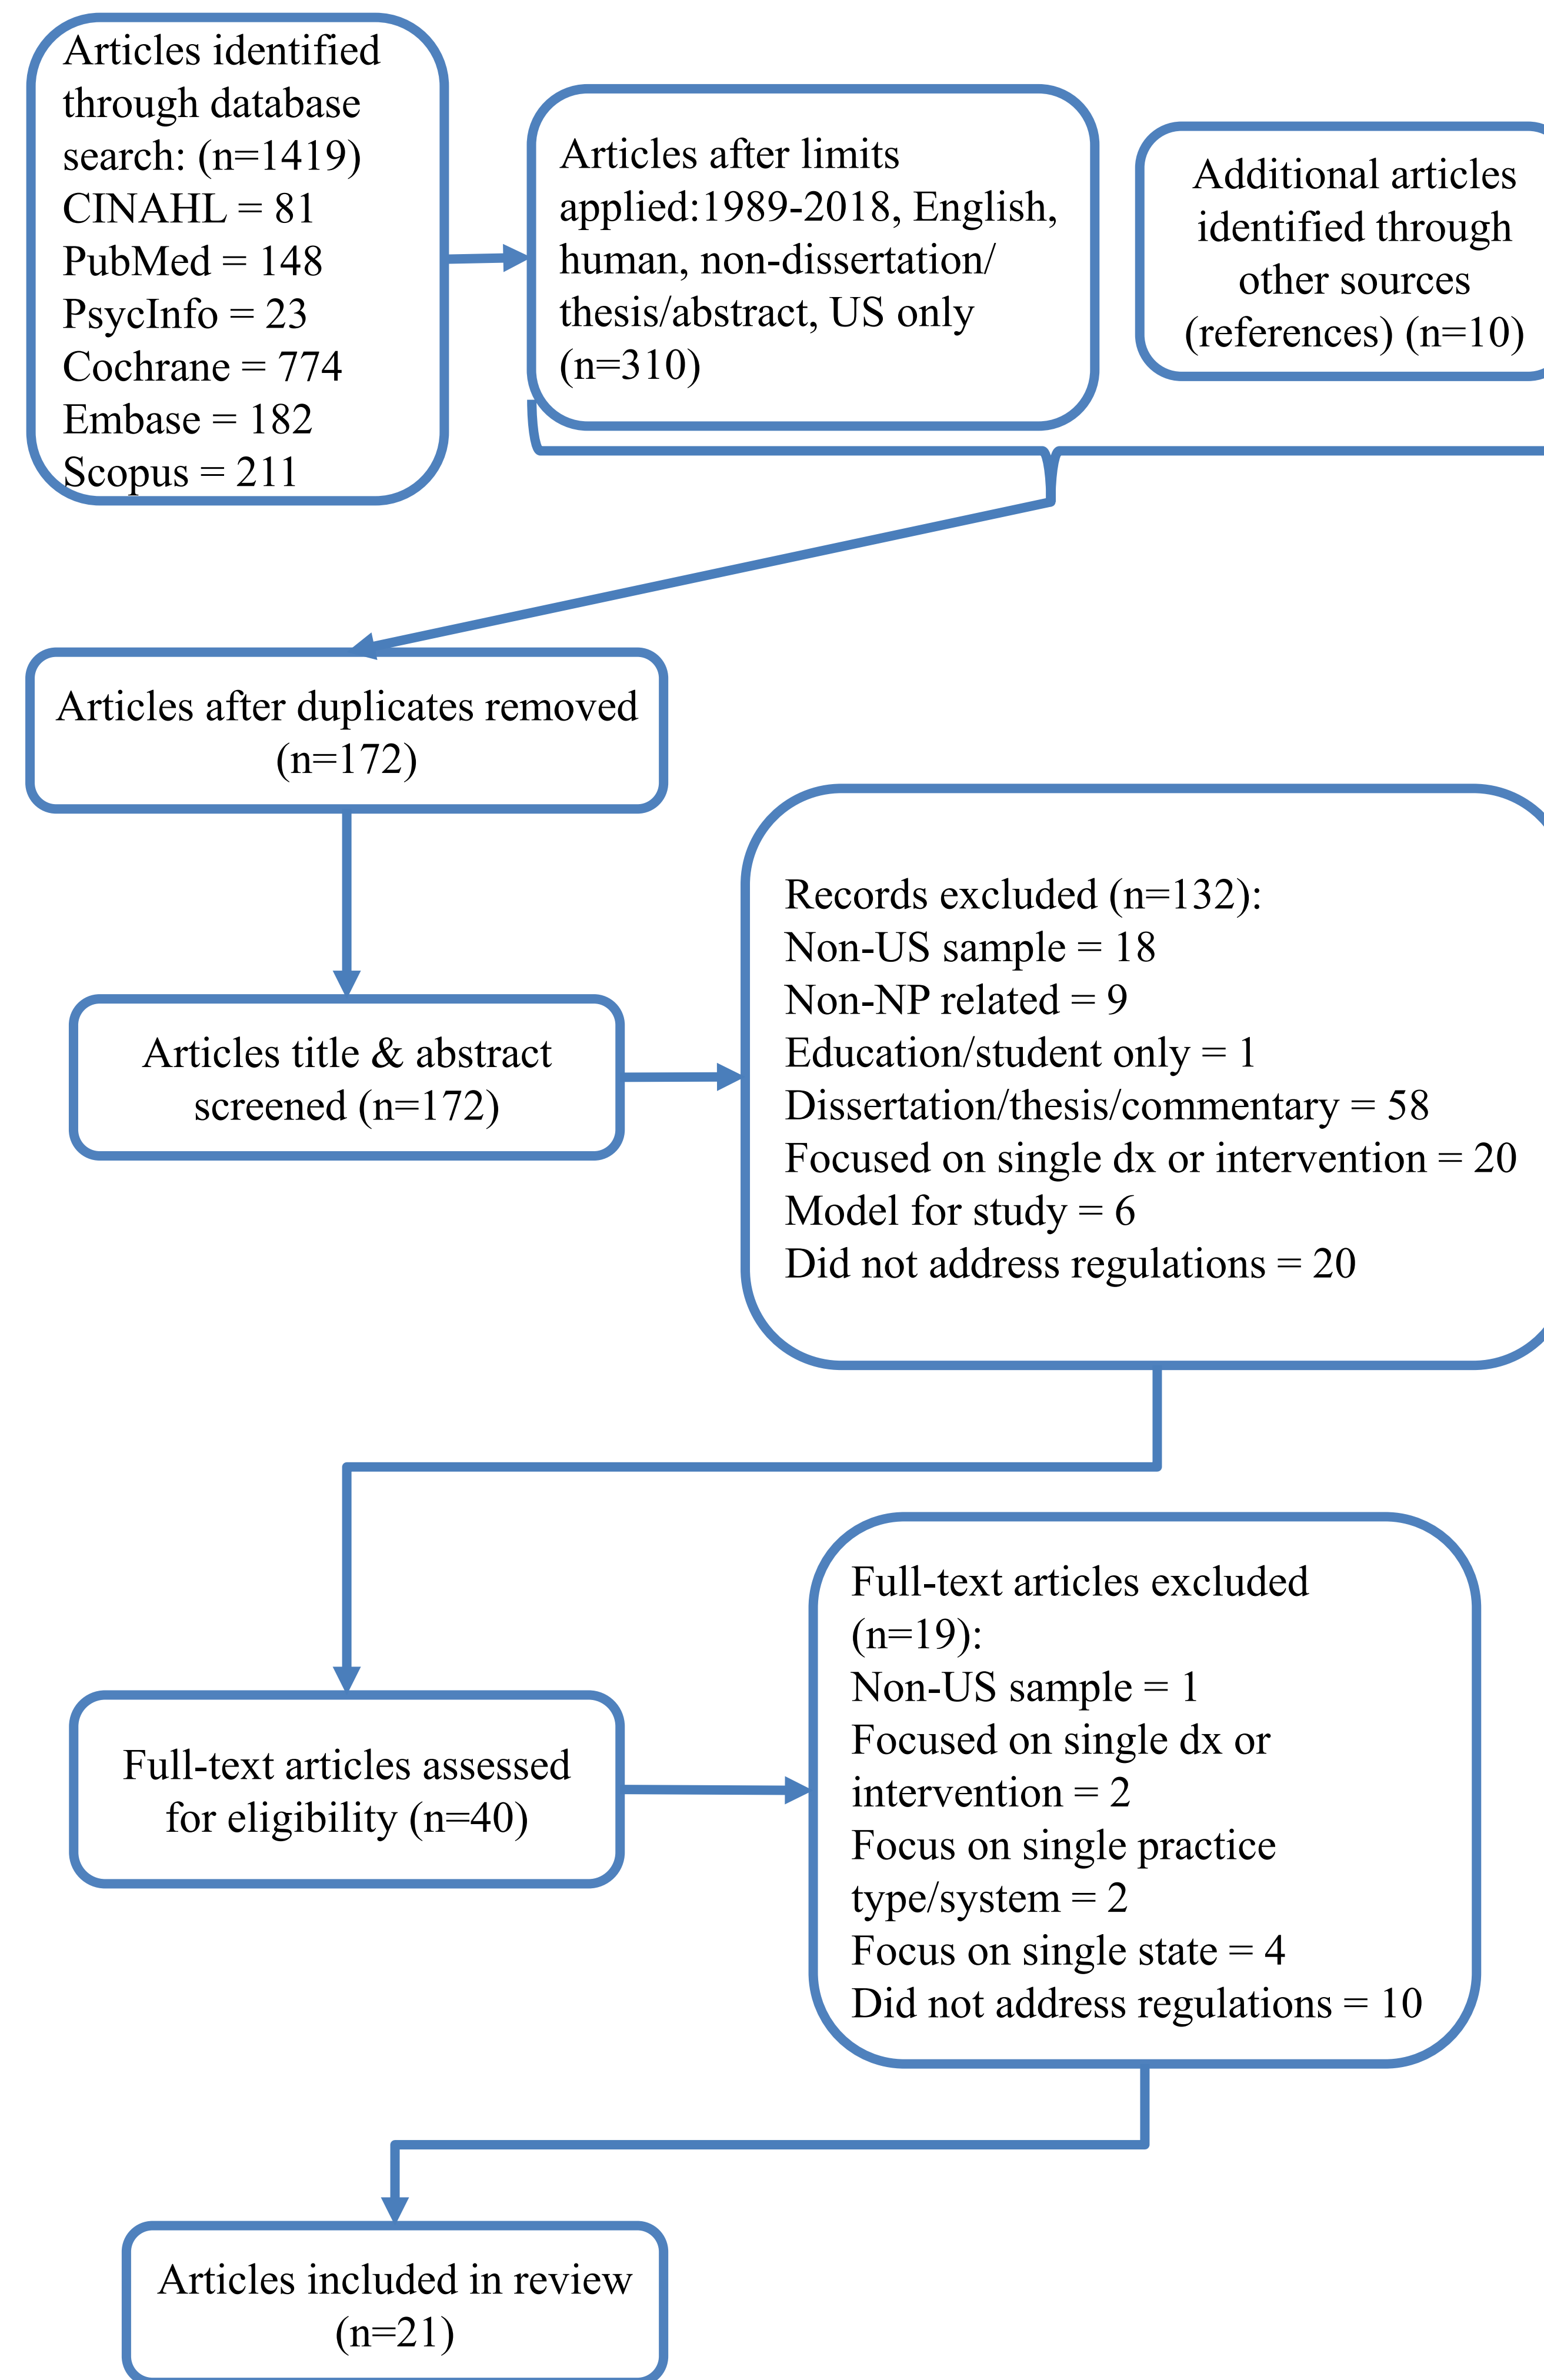 Articles identified
through database
search: (n=1419)
CINAHL = 81
PubMed = 148
PsycInfo = 23
Cochrane = 774
Embase = 182
Scopus = 211
Articles after limits
applied:1989-2018, English,
human, non-dissertation/
thesis/abstract, US only
(n=310)
Additional articles
identified through
other sources
(references) (n=10)
Articles after duplicates removed
(n=172)
Articles title & abstract
screened (n=172)
Records excluded (n=132):
Non-US sample = 18
Non-NP related = 9
Education/student only = 1
Dissertation/thesis/commentary = 58
Focused on single dx or intervention = 20
Model for study = 6
Did not address regulations = 20
Full-text articles assessed
for eligibility (n=40)
Full-text articles excluded
(n=19):
Non-US sample = 1
Focused on single dx or
intervention = 2
Focus on single practice
type/system = 2
Focus on single state = 4
Did not address regulations = 10
Articles included in review
(n=21)